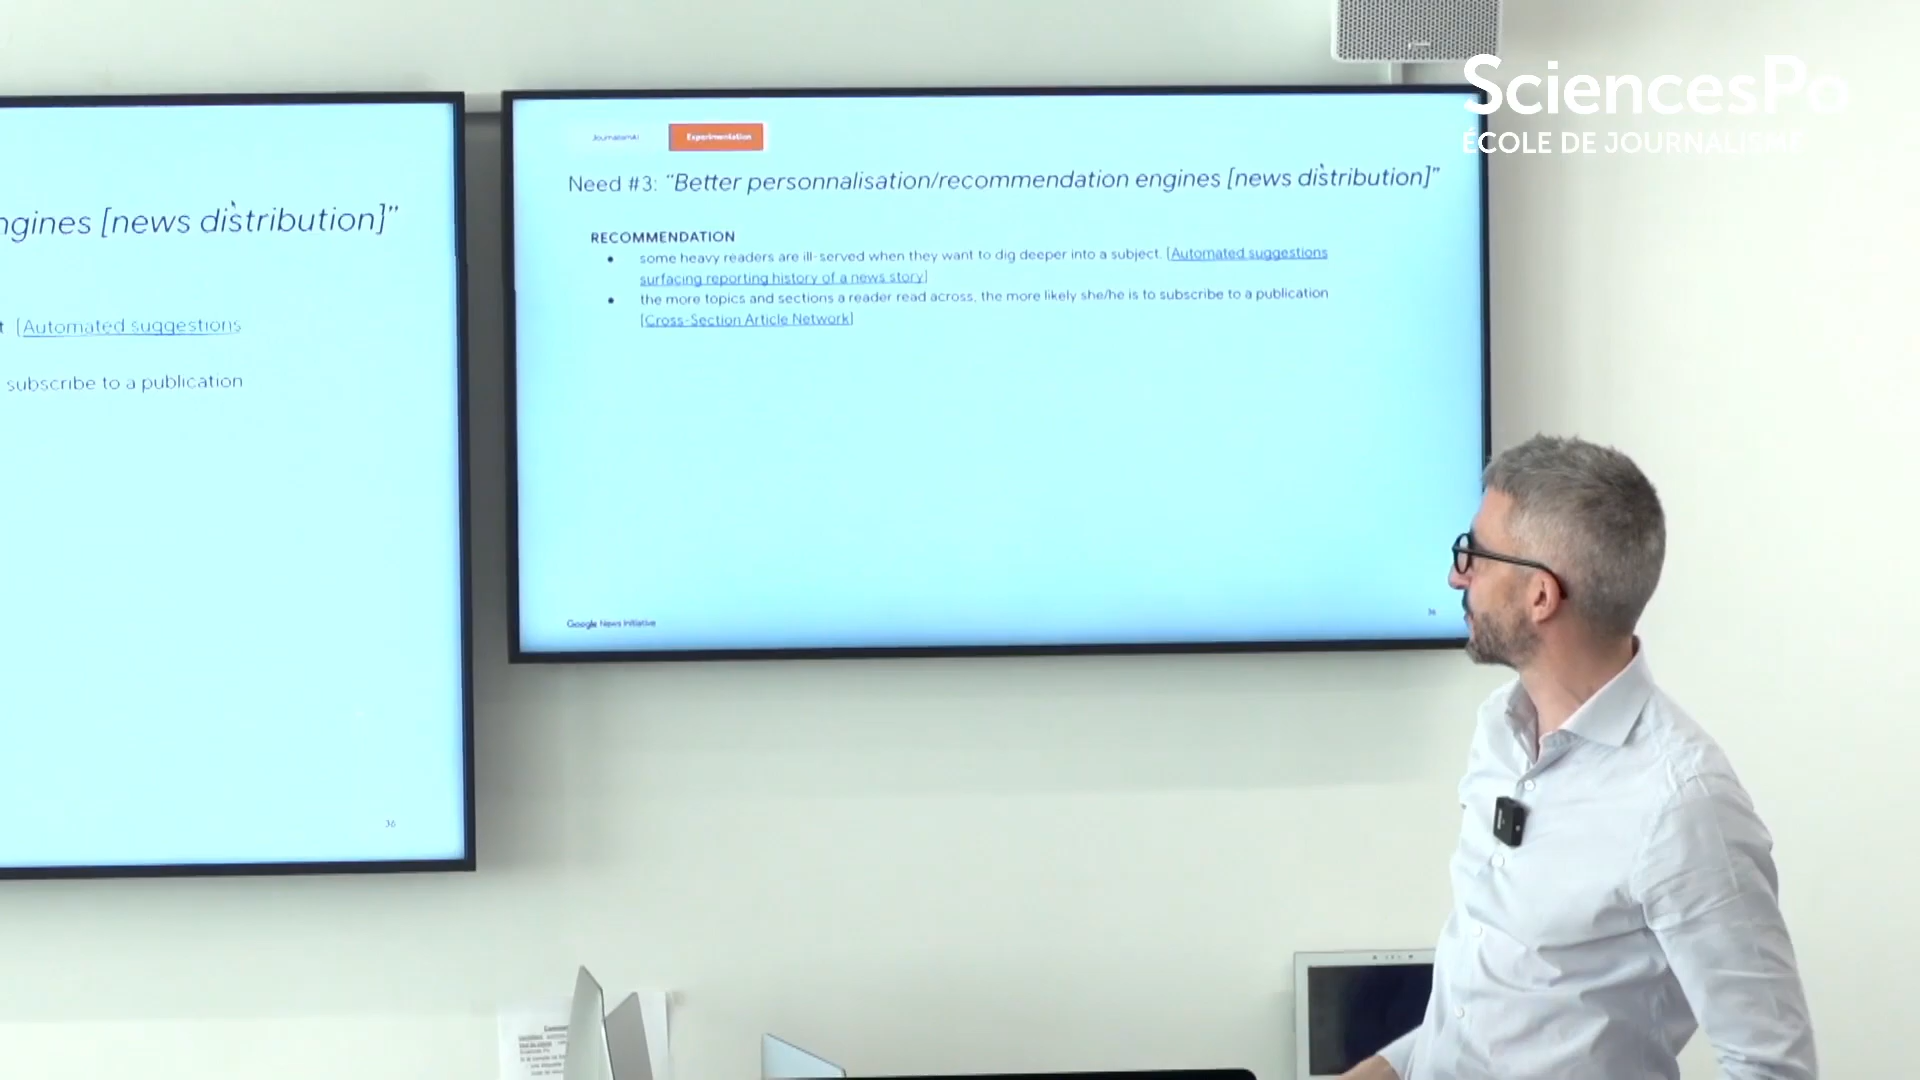 SciencesPo
ÉCOLE DE JOURNALISME
ngines [news distribution]”
[Automated suggestions
subscribe to a publication
36
JournalismAI
Experimentation
Need #3: “Better personnalisation/recommendation engines [news distribution]”
RECOMMENDATION
some heavy readers are ill-served when they want to dig deeper into a subject. [Automated suggestions
surfacing reporting history of a news story]
the more topics and sections a reader read across, the more likely she/he is to subscribe to a publication
[Cross-Section Article Network]
Google News Initiative
36